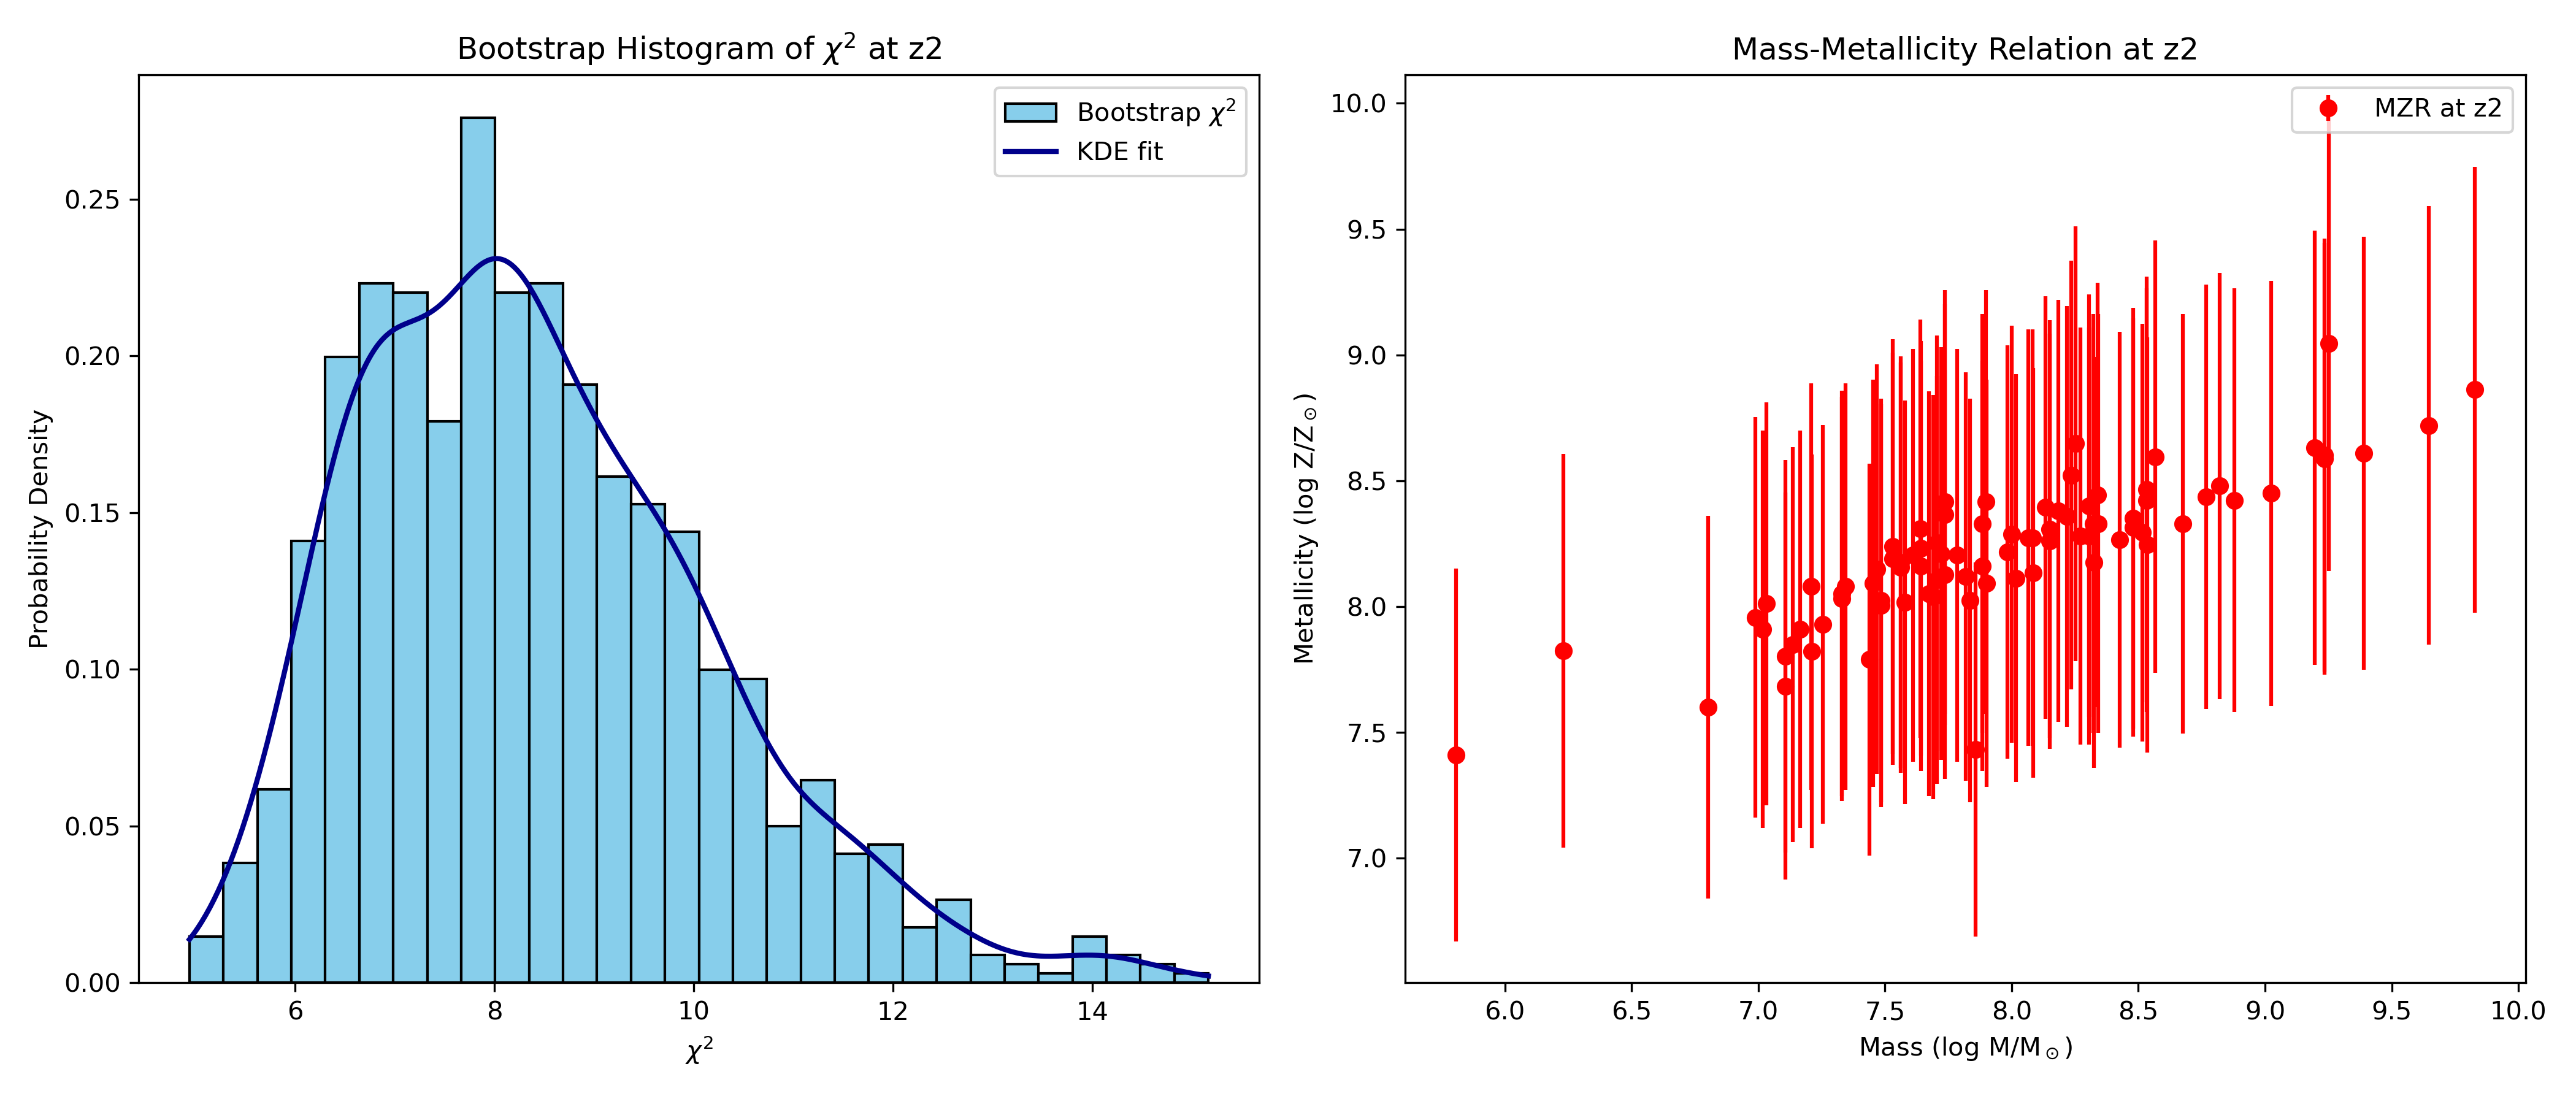 Bootstrap Histogram of χ² at z2
Probability Density
0.25
0.20
0.15
0.10
0.05
0.00
Bootstrap χ²
KDE fit
6 8 10 12 14
χ²
Mass-Metallicity Relation at z2
Metallicity (log Z/Z⊙)
10.0
9.5
9.0
8.5
8.0
7.5
7.0
MZR at z2
6.0 6.5 7.0 7.5 8.0 8.5 9.0 9.5 10.0
Mass (log M/M⊙)